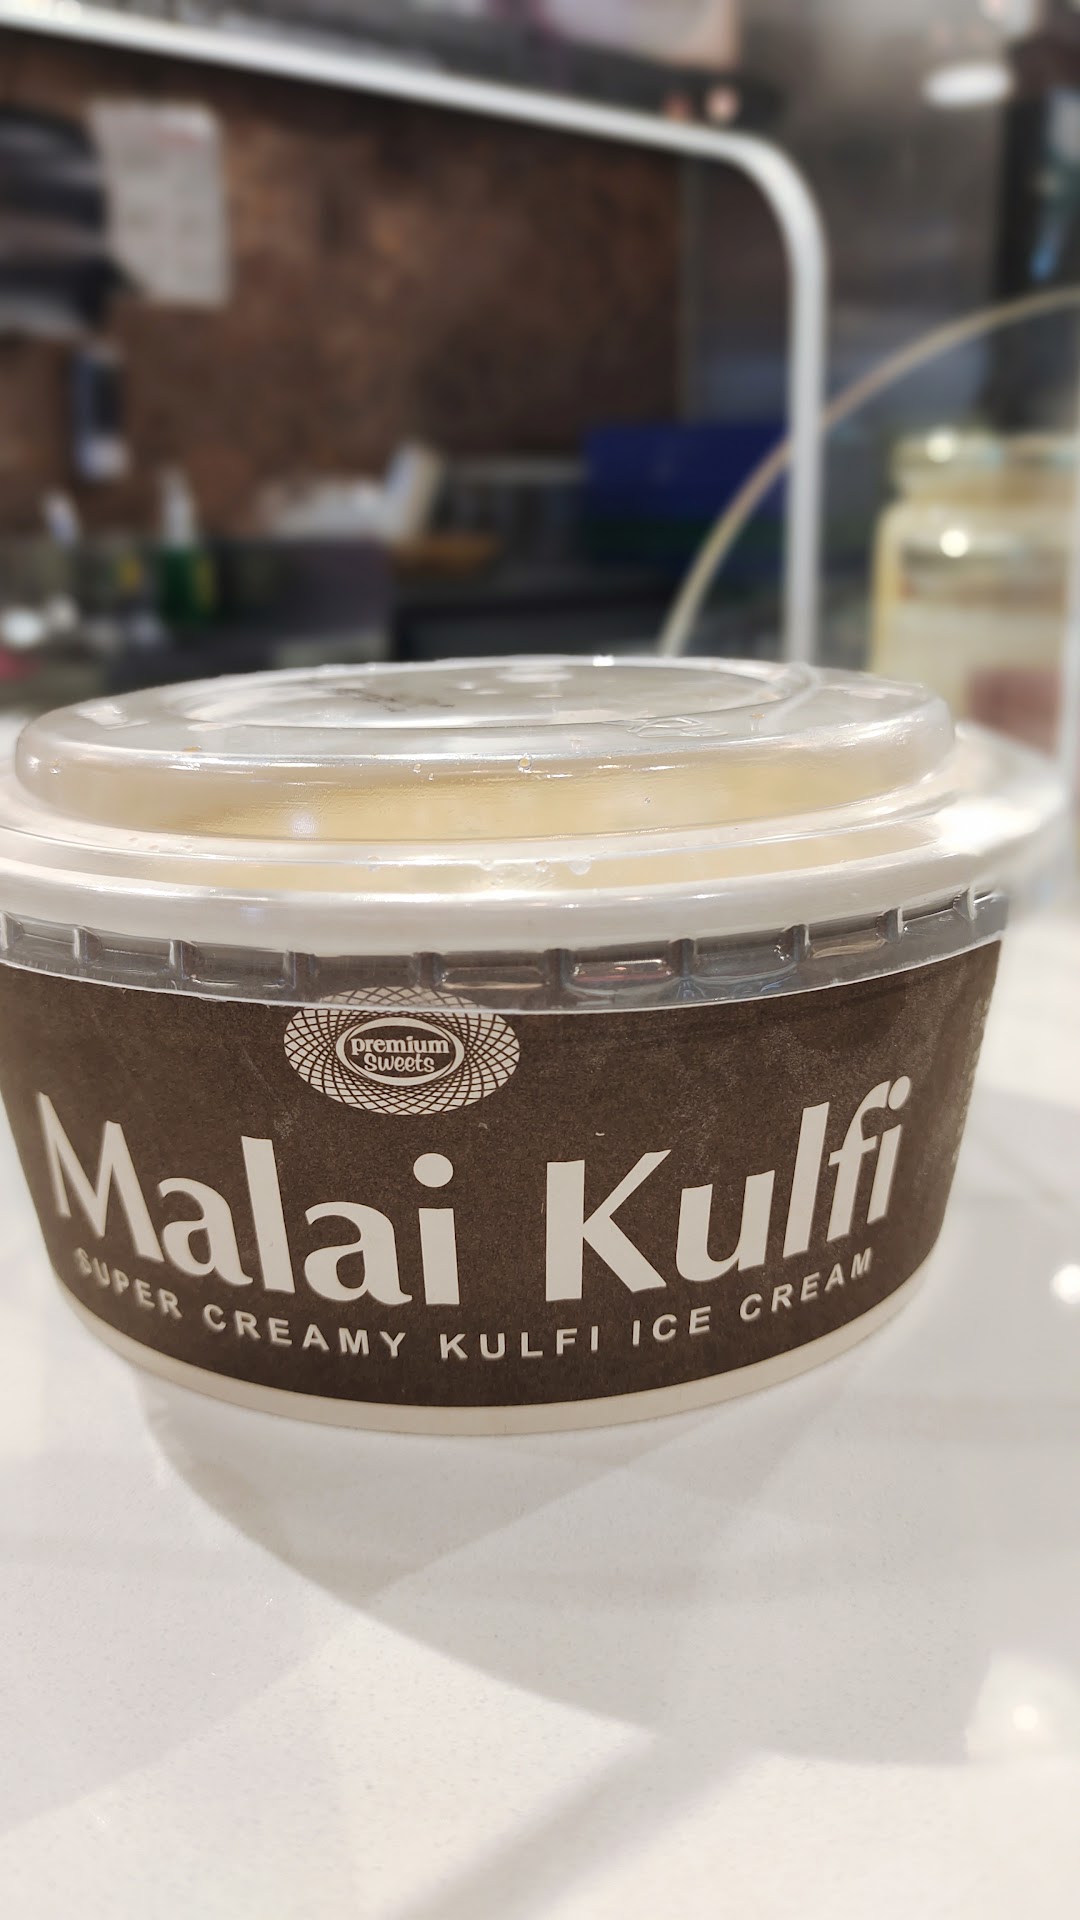 premium
Sweets
Malai Kulfi
SUPER CREAMY KULFI ICE CREAM